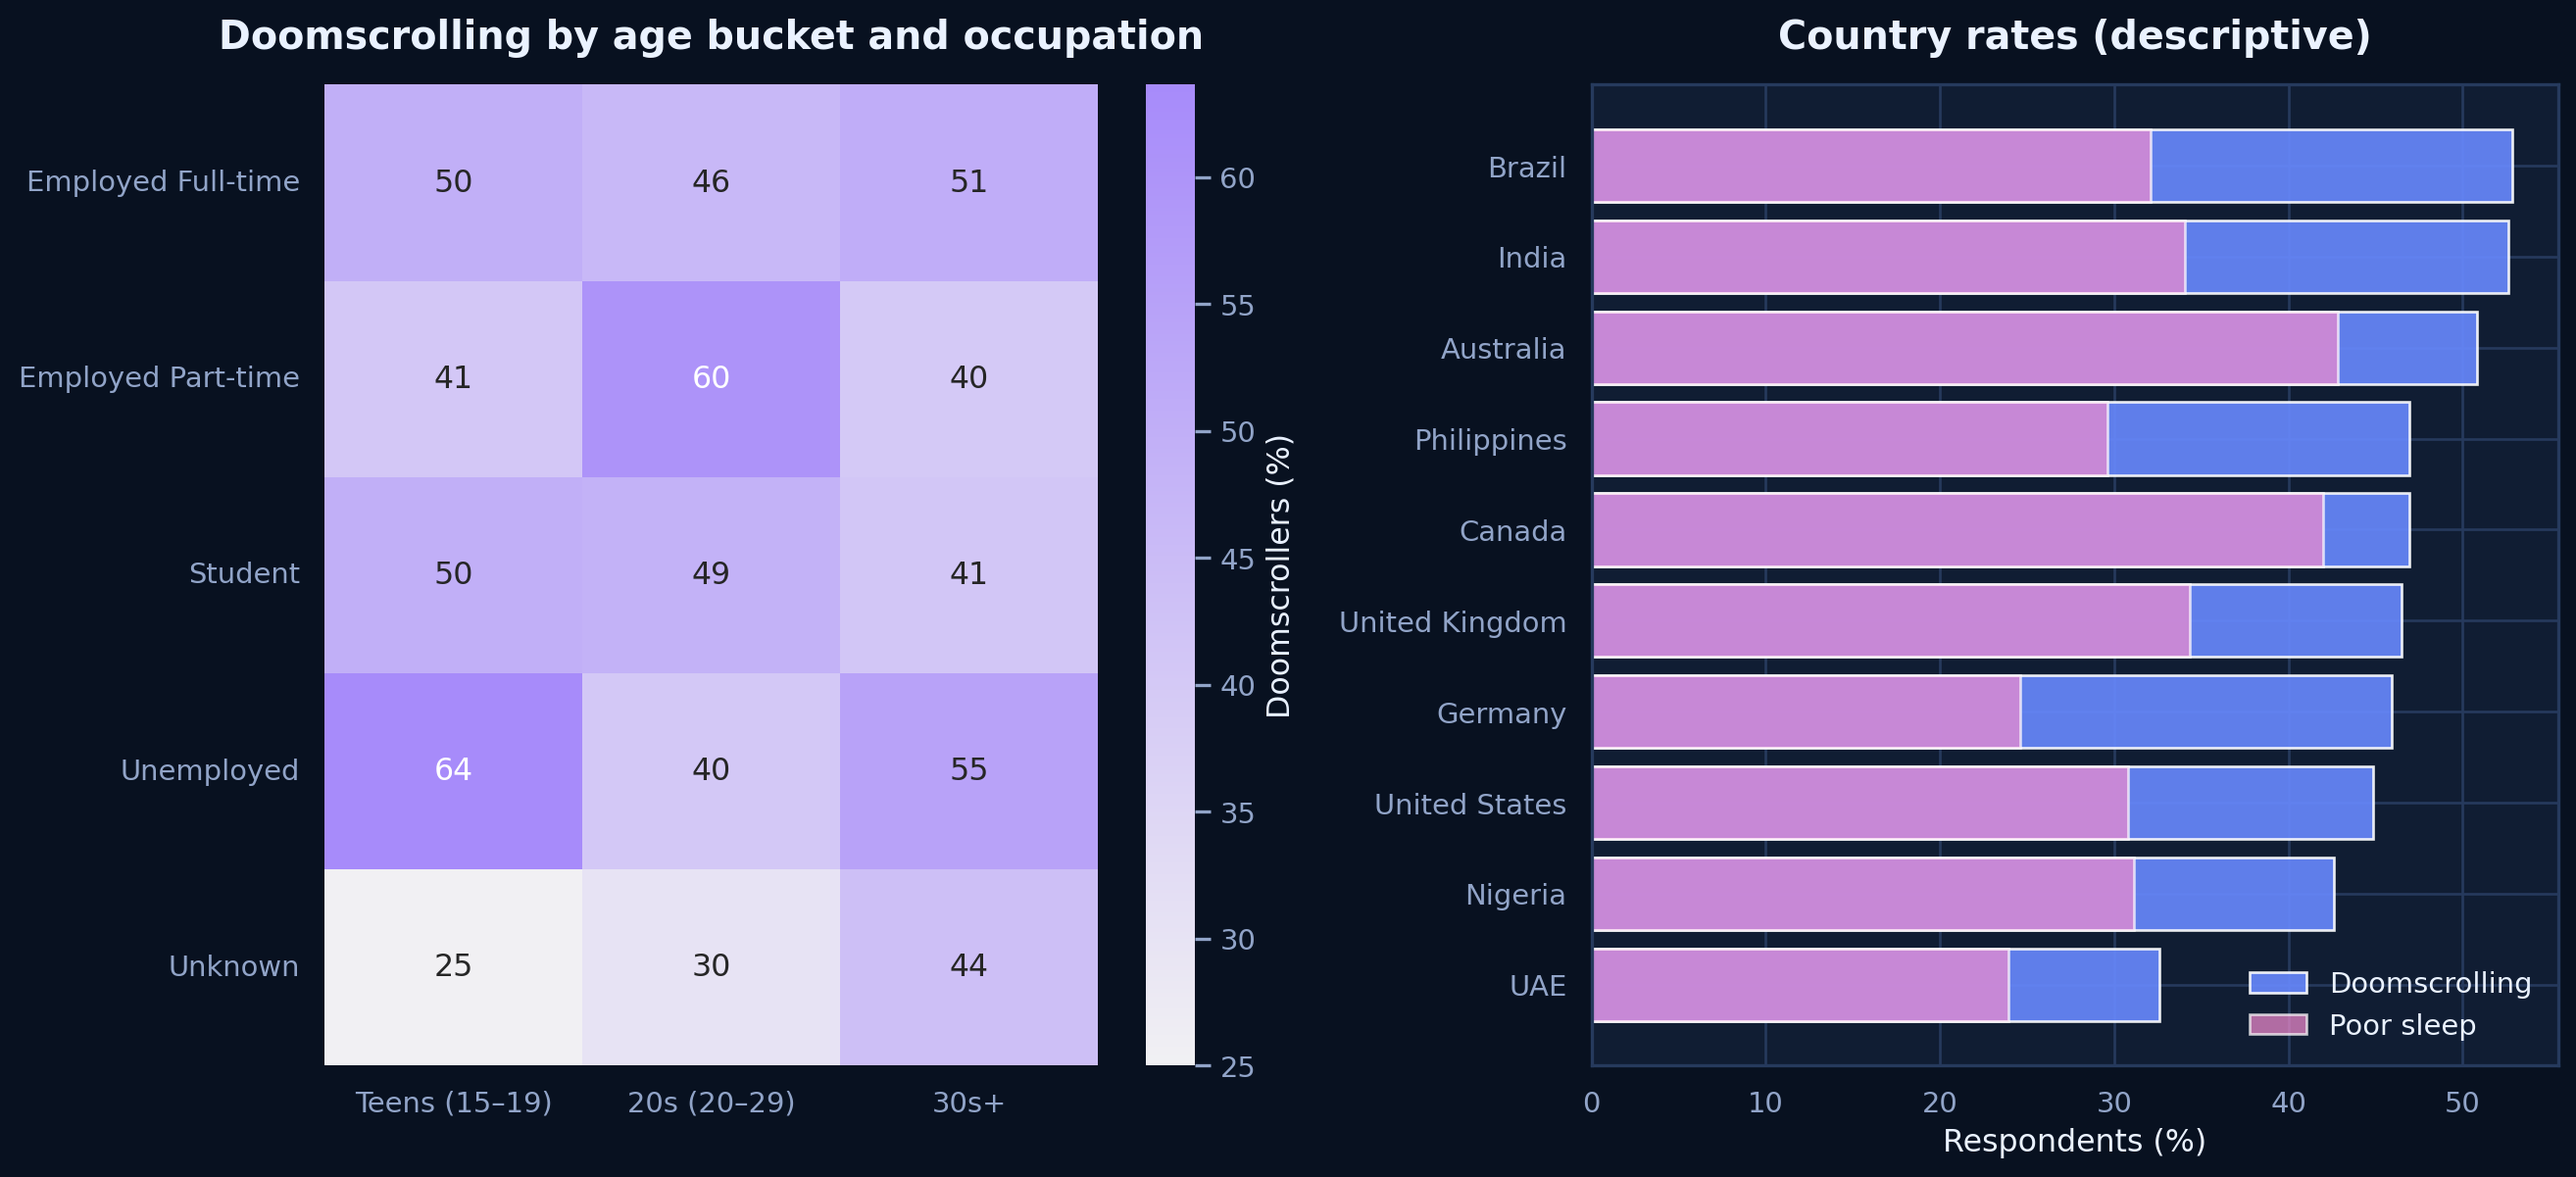 Doomscrolling by age bucket and occupation
Employed Full-time 50 46 51
Employed Part-time 41 60 40
Student 50 49 41
Unemployed 64 40 55
Unknown 25 30 44
Teens (15–19) 20s (20–29) 30s+
60
55
50
45
40
35
30
25
Doomscrollers (%)
Country rates (descriptive)
Brazil
India
Australia
Philippines
Canada
United Kingdom
Germany
United States
Nigeria
UAE
Doomscrolling
Poor sleep
0 10 20 30 40 50
Respondents (%)